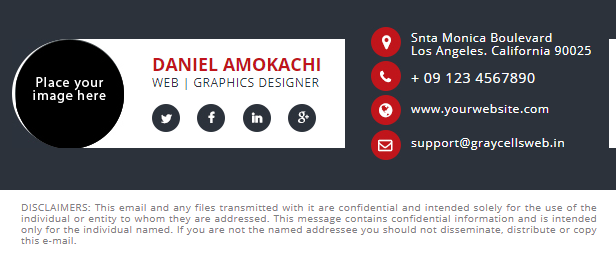 Place your
image here
DANIEL AMOKACHI
WEB | GRAPHICS DESIGNER
Snta Monica Boulevard
Los Angeles. California 90025
+ 09 123 4567890
www.yourwebsite.com
support@graycellsweb.in
DISCLAIMERS: This email and any files transmitted with it are confidential and intended solely for the use of the
individual or entity to whom they are addressed. This message contains confidential information and is intended
only for the individual named. If you are not the named addressee you should not disseminate, distribute or copy
this e-mail.